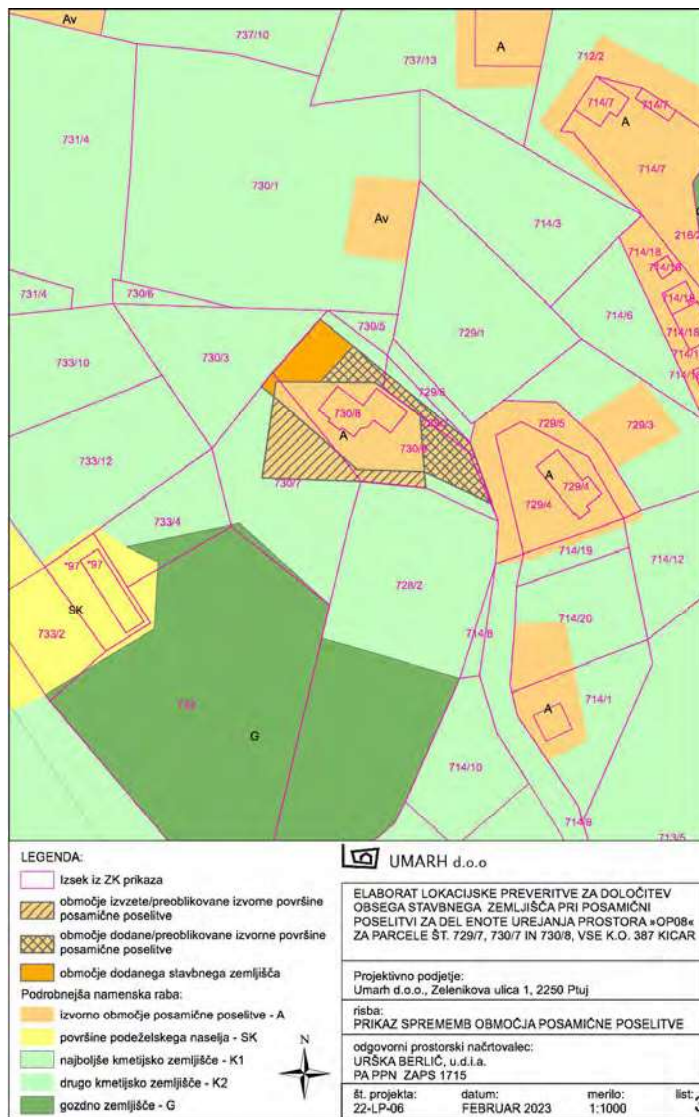 Av
737/10
737/13
A
712/2
714/7
714/7
A
731/4
714/7
730/1
Av
714/3
714/18
714/18
731/4
730/6
730/5
714/6
733/10
730/3
729/1
729/6
730/8
729/5
729/3
A
733/12
730/7
A
729/4
729/4
733/4
714/19
714/12
*97
*97
728/2
SK
714/20
733/2
714/8
714/1
A
G
714/10
714/8
713/5
LEGENDA:
Izsek iz ZK prikaza
območje izvzete/preoblikovane izvorne površine
posamične poselitve
območje dodane/preoblikovane izvorne površine
posamične poselitve
območje dodanega stavbnega zemljišča
Podrobnejša namenska raba:
izvorno območje posamične poselitve - A
površine podeželskega naselja - SK
najboljše kmetijsko zemljišče - K1
drugo kmetijsko zemljišče - K2
gozdno zemljišče - G
UMARH d.o.o
ELABORAT LOKACIJSKE PREVERITVE ZA DOLOČITEV
OBSEGA STAVBNEGA ZEMLJIŠČA PRI POSAMIČNI
POSELITVI ZA DEL ENOTE UREJANJA PROSTORA »OP08«
ZA PARCELE ŠT. 729/7, 730/7 IN 730/8, VSE K.O. 387 KICAR
Projektivno podjetje:
Umarh d.o.o., Zelenikova ulica 1, 2250 Ptuj
risba:
PRIKAZ SPREMEMB OBMOČJA POSAMIČNE POSELITVE
odgovorni prostorski načrtovalec:
URŠKA BERLIČ, u.d.i.a.
PA PPN ZAPS 1715
št. projekta: datum: merilo: list:
22-LP-06 FEBRUAR 2023 1:1000